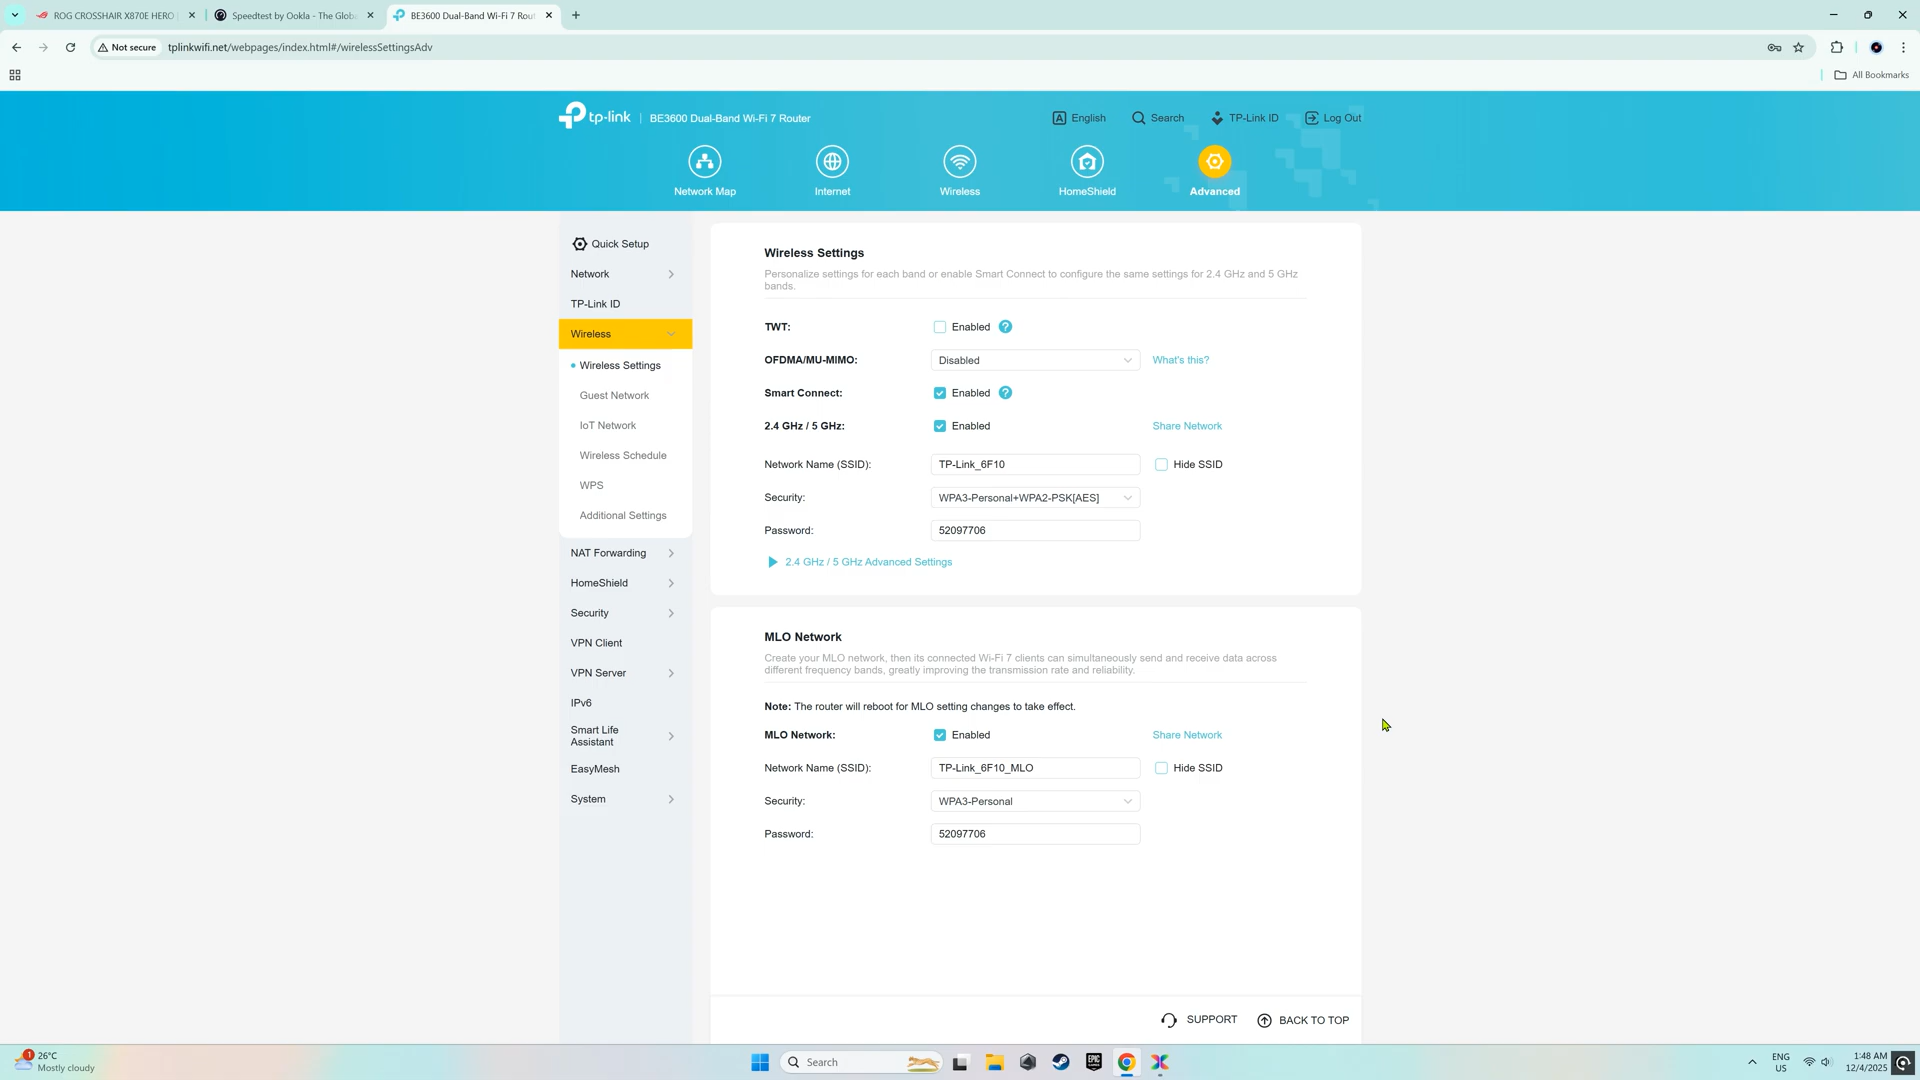 ROG CROSSHAIR X870E HERO
Speedtest by Ookla - The Glob
BE3600 Dual-Band Wi-Fi 7 Rou
Not secure
tplinkwifi.net/webpages/index.html#/wirelessSettingsAdv
All Bookmarks
tp-link | BE3600 Dual-Band Wi-Fi 7 Router
English
Search
TP-Link ID
Log Out
Network Map
Internet
Wireless
HomeShield
Advanced
Quick Setup
Network
TP-Link ID
Wireless
Wireless Settings
Guest Network
IoT Network
Wireless Schedule
WPS
Additional Settings
NAT Forwarding
HomeShield
Security
VPN Client
VPN Server
IPv6
Smart Life
Assistant
EasyMesh
System
Wireless Settings
Personalize settings for each band or enable Smart Connect to configure the same settings for 2.4 GHz and 5 GHz
bands.
TWT: Enabled ?
OFDMA/MU-MIMO: Disabled What's this?
Smart Connect: Enabled ?
2.4 GHz / 5 GHz: Enabled Share Network
Network Name (SSID): TP-Link_6F10 Hide SSID
Security: WPA3-Personal+WPA2-PSK[AES]
Password: 52097706
2.4 GHz / 5 GHz Advanced Settings
MLO Network
Create your MLO network, then its connected Wi-Fi 7 clients can simultaneously send and receive data across
different frequency bands, greatly improving the transmission rate and reliability.
Note: The router will reboot for MLO setting changes to take effect.
MLO Network: Enabled Share Network
Network Name (SSID): TP-Link_6F10_MLO Hide SSID
Security: WPA3-Personal
Password: 52097706
SUPPORT
BACK TO TOP
1
26°C
Mostly cloudy
Search
EPIC
GAMES
ENG
US
1:48 AM
12/4/2025